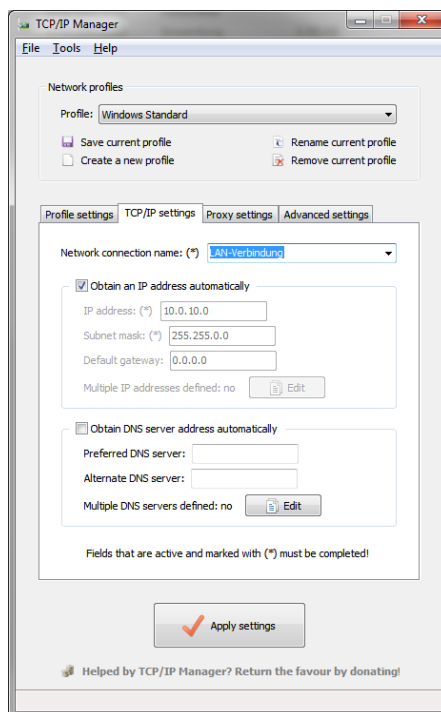 TCP/IP Manager
File Tools Help
Network profiles
Profile: Windows Standard
Save current profile Rename current profile
Create a new profile Remove current profile
Profile settings TCP/IP settings Proxy settings Advanced settings
Network connection name: (*) LAN-Verbindung
Obtain an IP address automatically
IP address: (*) 10.0.10.0
Subnet mask: (*) 255.255.0.0
Default gateway: 0.0.0.0
Multiple IP addresses defined: no Edit
Obtain DNS server address automatically
Preferred DNS server:
Alternate DNS server:
Multiple DNS servers defined: no Edit
Fields that are active and marked with (*) must be completed!
Apply settings
Helped by TCP/IP Manager? Return the favour by donating!